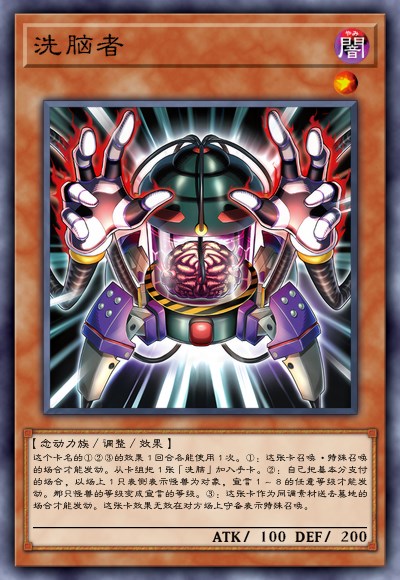 洗脑者
やみ
闇
【念动力族/调整/效果】
这个卡名的①②③的效果1回合各能使用1次。①：这张卡召唤·特殊召唤
的场合才能发动。从卡组把1张「洗脑」加入手卡。②：自己把基本分支付
的场合，以场上1只表侧表示怪兽为对象，宣言1~8的任意等级才能发
动。那只怪兽的等级变成宣言的等级。③：这张卡作为同调素材送去墓地
的场合才能发动。这张卡效果无效在对方场上守备表示特殊召唤。
ATK/ 100 DEF/ 200